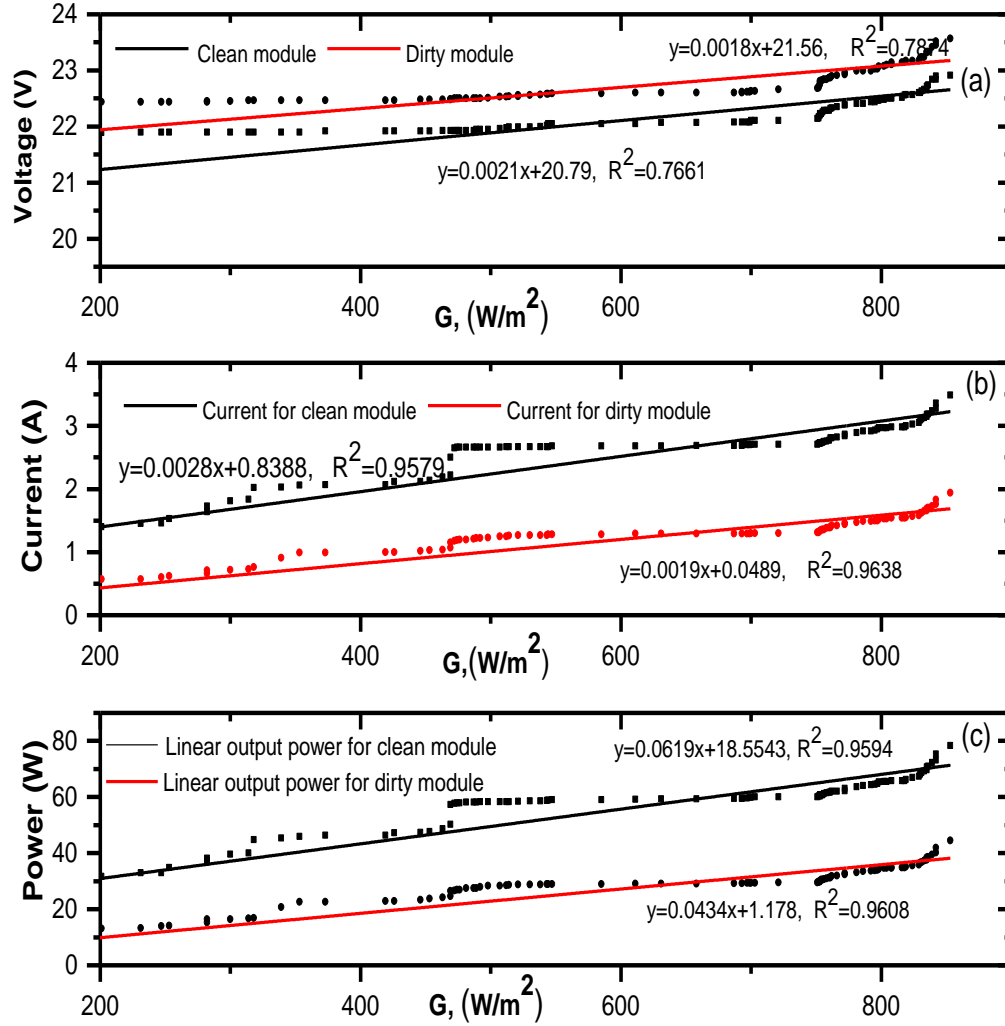 24
23
22
21
20
Voltage (V)
Clean module
Dirty module
y=0.0018x+21.56, R²=0.7874
(a)
y=0.0021x+20.79, R²=0.7661
200 400 600 800
G, (W/m²)
4
3
2
1
0
Current (A)
(b)
Current for clean module
Current for dirty module
y=0.0028x+0.8388, R²=0.9579
y=0.0019x+0.0489, R²=0.9638
200 400 600 800
G,(W/m²)
80
60
40
20
0
Power (W)
Linear output power for clean module
Linear output power for dirty module
y=0.0619x+18.5543, R²=0.9594
(c)
y=0.0434x+1.178, R²=0.9608
200 400 600 800
G, (W/m²)